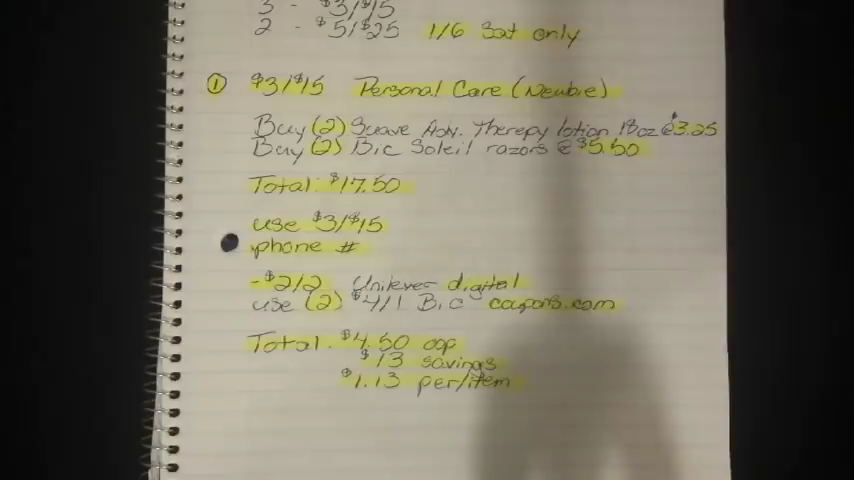 3 - $3/$15
2 - $5/$25 1/6 Sat only
① $3/$15 Personal Care (Newbie)
Buy (2) Suave Adv. Therepy lotion 18oz @$3.25
Buy (2) Bic Soleil razors @ $5.50
Total: $17.50
use $3/$15
phone #
-$2/2 Unilever digital
use (2) $4/1 Bic coupons.com
Total: $4.50 oop
$13 savings
$1.13 per/item